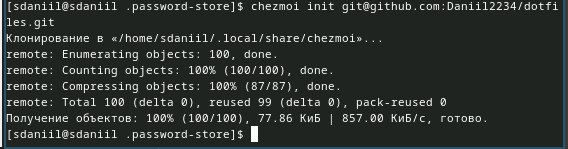 [sdaniil@sdaniil .password-store]$ chezmoi init git@github.com:Daniil2234/dotfi
les.git
Клонирование в «/home/sdaniil/.local/share/chezmoi»...
remote: Enumerating objects: 100, done.
remote: Counting objects: 100% (100/100), done.
remote: Compressing objects: 100% (87/87), done.
remote: Total 100 (delta 0), reused 99 (delta 0), pack-reused 0
Получение объектов: 100% (100/100), 77.86 КиБ | 857.00 КиБ/с, готово.
[sdaniil@sdaniil .password-store]$